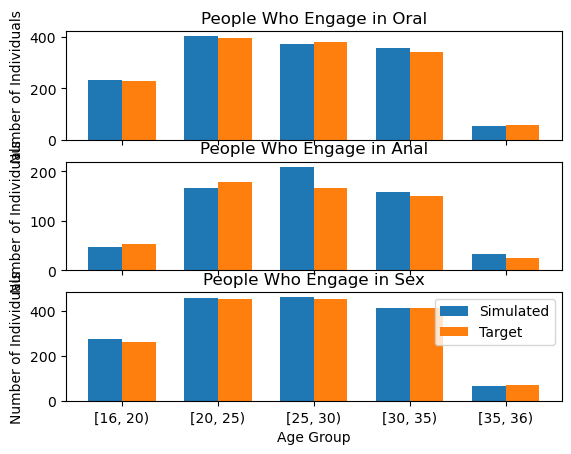 People Who Engage in Oral
Number of Individuals
400
200
0
People Who Engage in Anal
Number of Individuals
200
100
0
People Who Engage in Sex
Number of Individuals
400
200
0
Simulated
Target
[16, 20)
[20, 25)
[25, 30)
[30, 35)
[35, 36)
Age Group